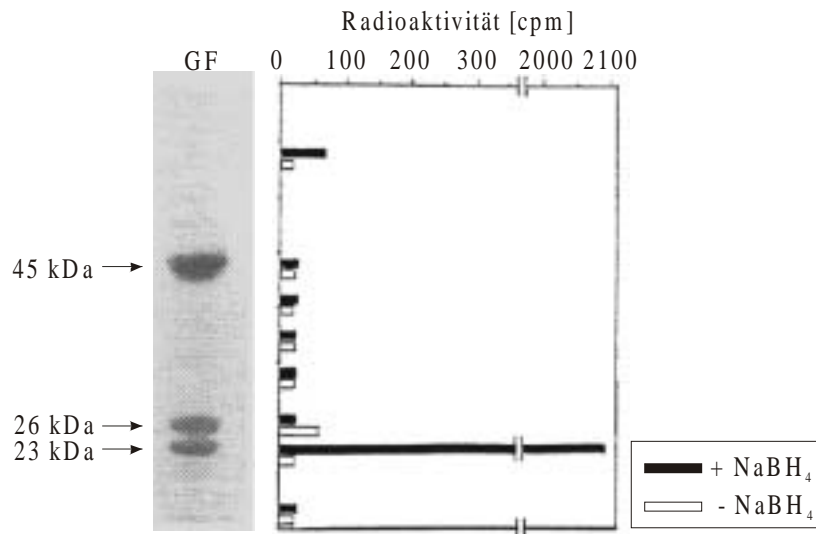 Radioaktivität [cpm]
GF
0 100 200 300 2000 2100
45 kDa
26 kDa
23 kDa
+ NaBH4
- NaBH4